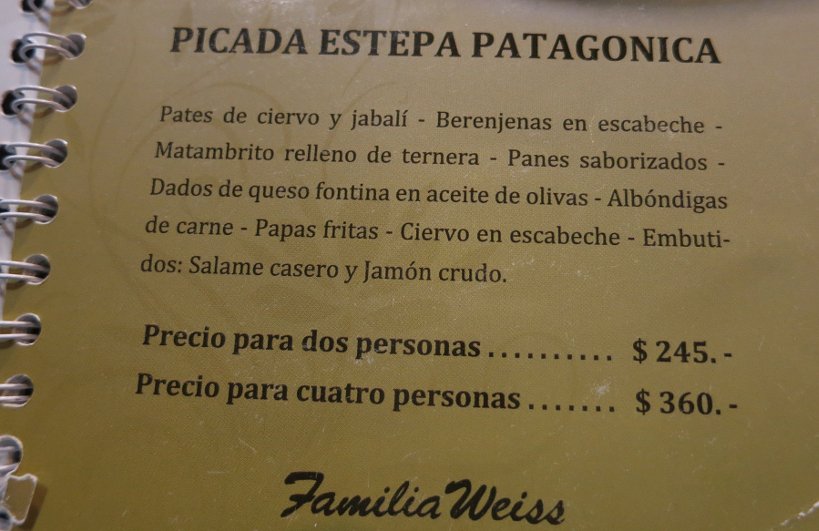 PICADA ESTEPA PATAGONICA
Pates de ciervo y jabalí - Berenjenas en escabeche -
Matambrito relleno de ternera - Panes saborizados -
Dados de queso fontina en aceite de olivas - Albóndigas
de carne - Papas fritas - Ciervo en escabeche - Embuti-
dos: Salame casero y Jamón crudo.
Precio para dos personas .......... $ 245. -
Precio para cuatro personas ....... $ 360. -
Familia Weiss